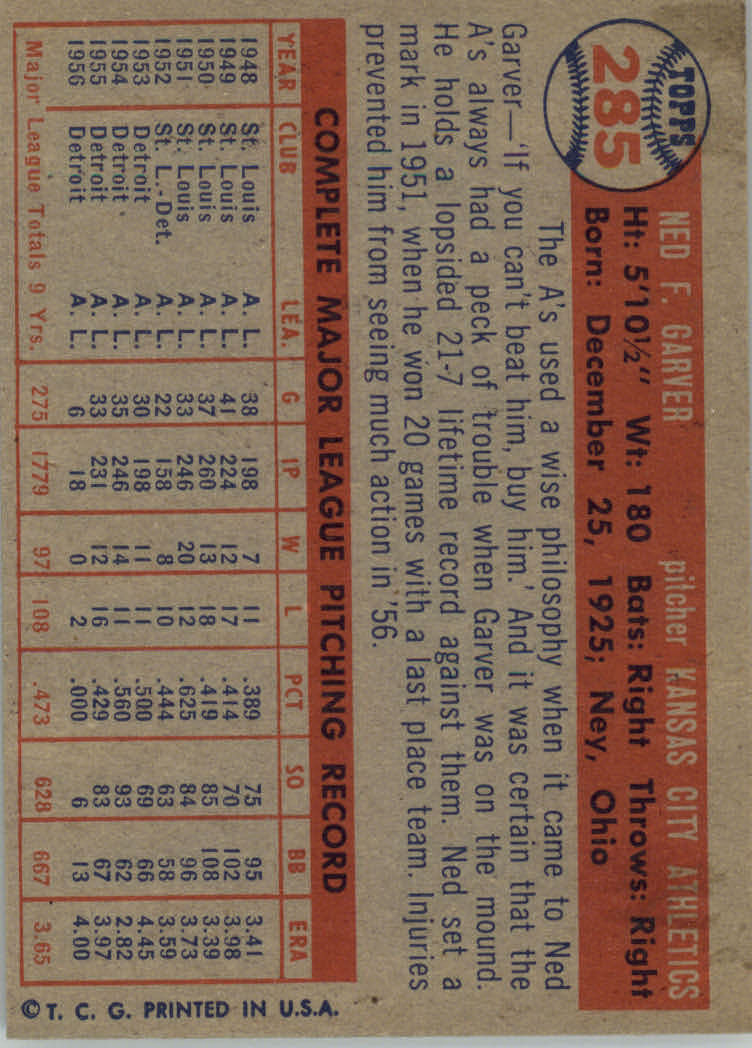 TOPPS
285
NED F. GARVER pitcher KANSAS CITY ATHLETICS
Ht: 5'10½" Wt: 180 Bats: Right Throws: Right
Born: December 25, 1925; Ney, Ohio
The A's used a wise philosophy when it came to Ned
Garver—'If you can't beat him, buy him.' And it was certain that the
A's always had a peck of trouble when Garver was on the mound.
He holds a lopsided 21-7 lifetime record against them. Ned set a
mark in 1951, when he won 20 games with a last place team. Injuries
prevented him from seeing much action in '56.
COMPLETE MAJOR LEAGUE PITCHING RECORD
YEAR CLUB LEA. G IP W L PCT SO BB ERA
1948 St. Louis A. L. 38 198 7 11 .389 75 95 3.41
1949 St. Louis A. L. 41 224 12 17 .414 70 102 3.98
1950 St. Louis A. L. 37 260 13 18 .419 85 108 3.39
1951 St. Louis A. L. 33 246 20 12 .625 84 96 3.73
1952 St. L.-Det. A. L. 22 158 8 10 .444 63 58 3.59
1953 Detroit A. L. 30 198 11 11 .500 69 66 4.45
1954 Detroit A. L. 35 246 14 11 .560 93 62 2.82
1955 Detroit A. L. 33 231 12 16 .429 83 67 3.97
1956 Detroit A. L. 6 18 0 2 .000 6 13 4.00
Major League Totals 9 Yrs. 275 1779 97 108 .473 628 667 3.65
© T. C. G. PRINTED IN U.S.A.